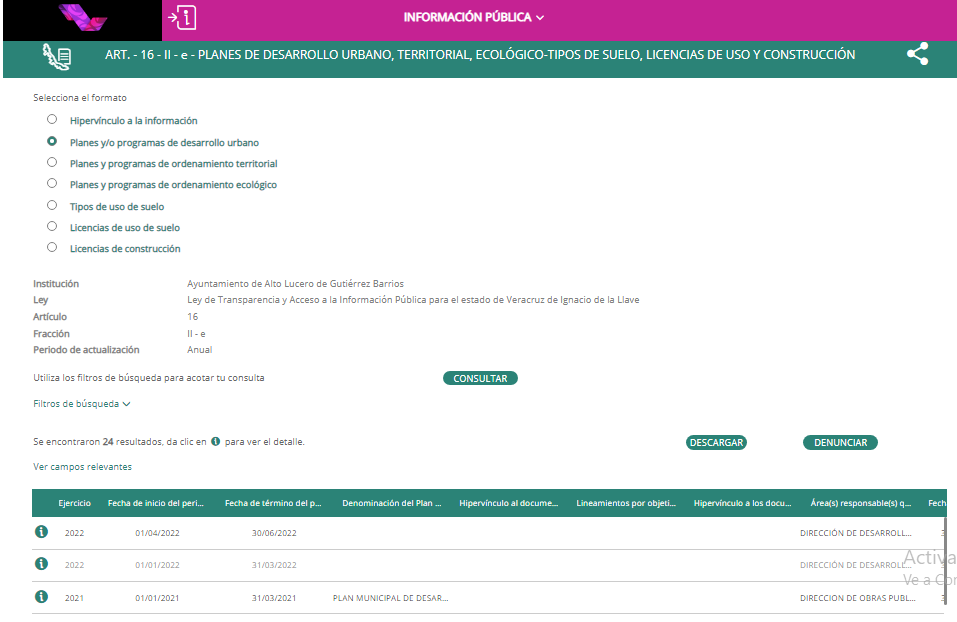 INFORMACIÓN PÚBLICA
ART. - 16 - II - e - PLANES DE DESARROLLO URBANO, TERRITORIAL, ECOLÓGICO-TIPOS DE SUELO, LICENCIAS DE USO Y CONSTRUCCIÓN
Selecciona el formato
Hipervínculo a la información
Planes y/o programas de desarrollo urbano
Planes y programas de ordenamiento territorial
Planes y programas de ordenamiento ecológico
Tipos de uso de suelo
Licencias de uso de suelo
Licencias de construcción
Institución Ayuntamiento de Alto Lucero de Gutiérrez Barrios
Ley Ley de Transparencia y Acceso a la Información Pública para el estado de Veracruz de Ignacio de la Llave
Artículo 16
Fracción II - e
Periodo de actualización Anual
Utiliza los filtros de búsqueda para acotar tu consulta CONSULTAR
Filtros de búsqueda
Se encontraron 24 resultados, da clic en i para ver el detalle. DESCARGAR DENUNCIAR
Ver campos relevantes
Ejercicio Fecha de inicio del peri... Fecha de término del p... Denominación del Plan ... Hipervínculo al docume... Lineamientos por objeti... Hipervínculo a los docu... Área(s) responsable(s) q... Fech
2022 01/04/2022 30/06/2022 DIRECCIÓN DE DESARROLL... 3
2022 01/01/2022 31/03/2022 DIRECCIÓN DE DESARROLL... 3
2021 01/01/2021 31/03/2021 PLAN MUNICIPAL DE DESAR... DIRECCION DE OBRAS PUBL... 3
Activa
Ve a Con